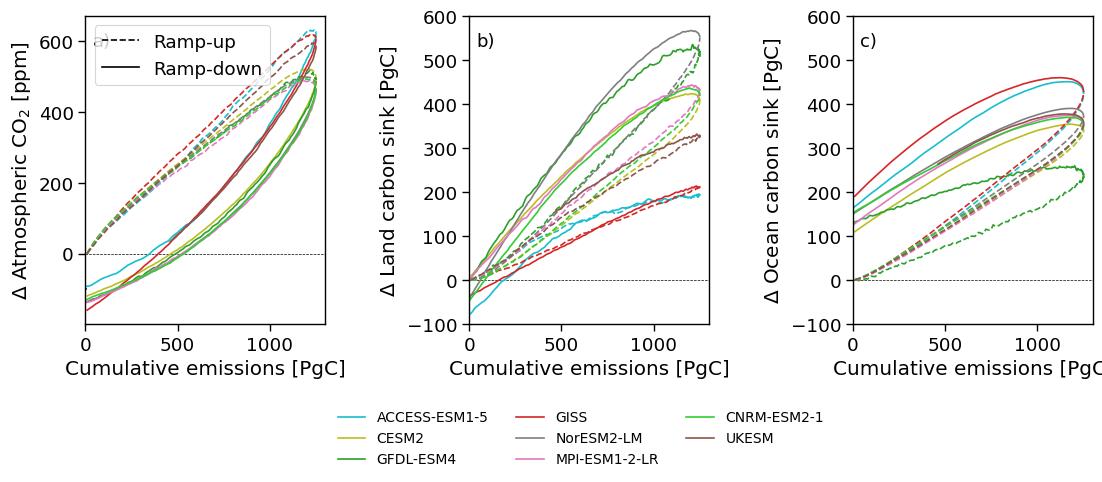 a)
Ramp-up
Ramp-down
Δ Atmospheric CO₂ [ppm]
600
400
200
0
0
500
1000
Cumulative emissions [PgC]
b)
Δ Land carbon sink [PgC]
600
500
400
300
200
100
0
−100
0
500
1000
Cumulative emissions [PgC]
c)
Δ Ocean carbon sink [PgC]
600
500
400
300
200
100
0
−100
0
500
1000
Cumulative emissions [PgC
ACCESS-ESM1-5
CESM2
GFDL-ESM4
GISS
NorESM2-LM
MPI-ESM1-2-LR
CNRM-ESM2-1
UKESM